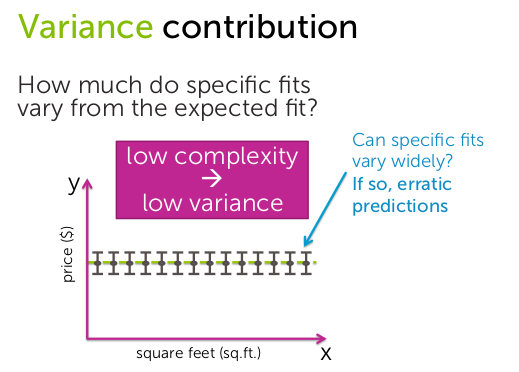 Variance contribution
How much do specific fits
vary from the expected fit?
Can specific fits
vary widely?
If so, erratic
predictions
low complexity
→
low variance
y
price ($)
square feet (sq.ft.)
x